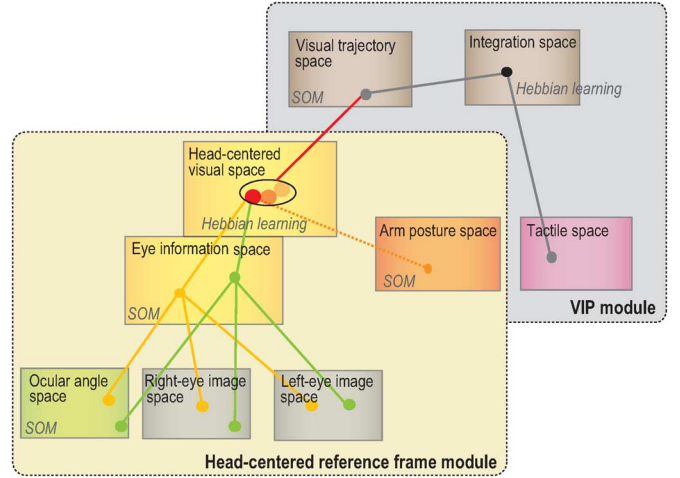 Visual trajectory
space
SOM
Integration space
Hebbian learning
Head-centered
visual space
Hebbian learning
Arm posture space
SOM
Tactile space
VIP module
Eye information space
SOM
Ocular angle
space
SOM
Right-eye image
space
Left-eye image
space
Head-centered reference frame module